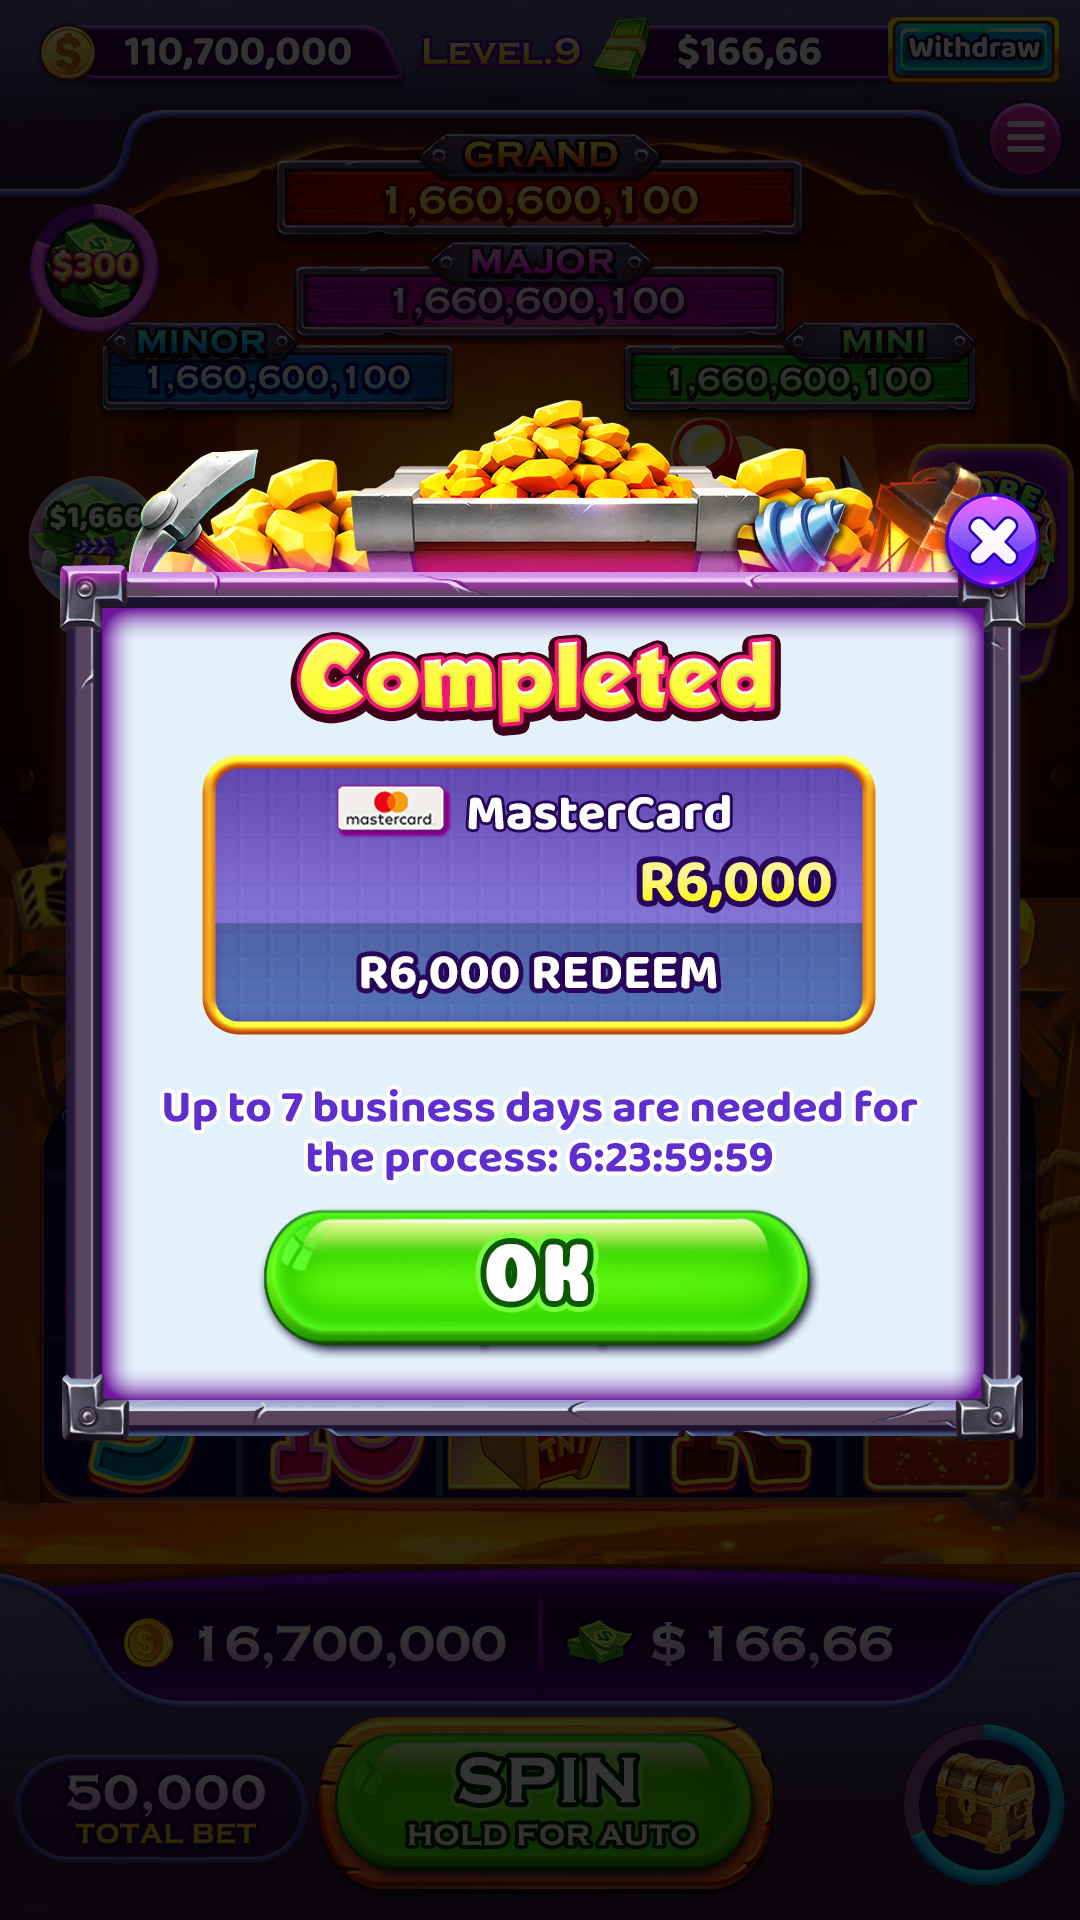 110,700,000
LEVEL.9
$166,66
Withdraw
GRAND
1,660,600,100
$300
MAJOR
1,660,600,100
MINOR
1,660,600,100
MINI
1,660,600,100
$1,666
Completed
mastercard.
MasterCard
R6,000
R6,000 REDEEM
Up to 7 business days are needed for
the process: 6:23:59:59
OK
TNT
16,700,000
$ 166,66
50,000
TOTAL BET
SPIN
HOLD FOR AUTO